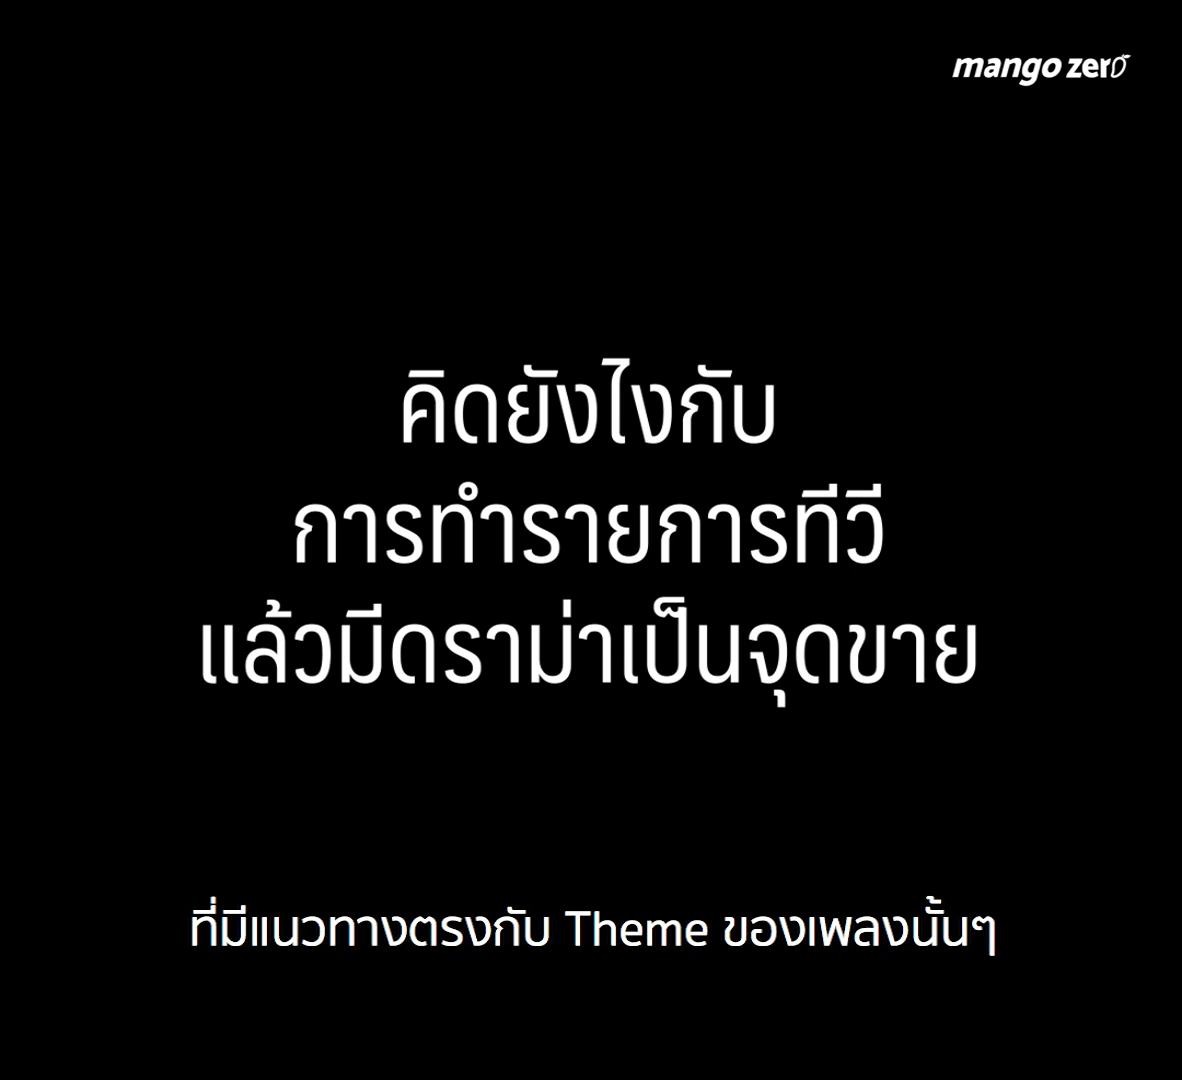 mango zero
คิดยังไงกับ
การทำรายการทีวี
แล้วมีดราม่าเป็นจุดขาย
ที่มีแนวทางตรงกับ Theme ของเพลงนั้นๆ